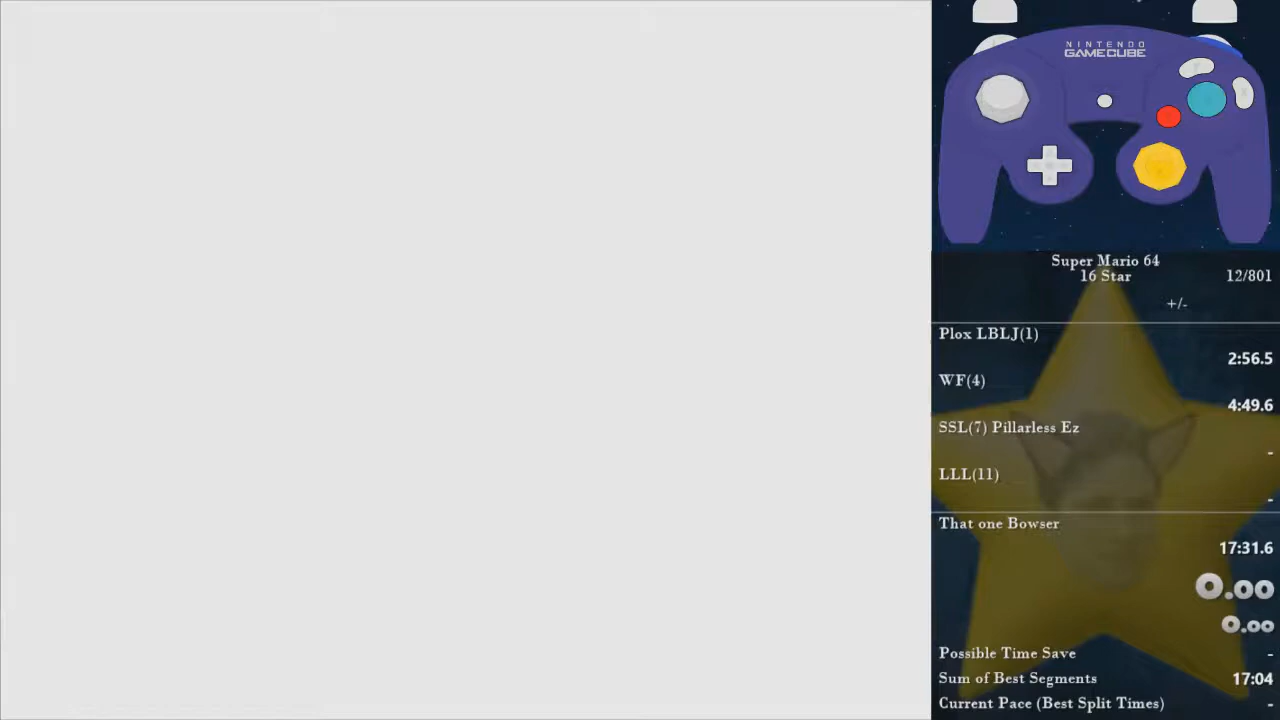 NINTENDO
GAMECUBE
Super Mario 64
16 Star 12/801
+/-
Plox LBLJ(1)
2:56.5
WF(4)
4:49.6
SSL(7) Pillarless Ez
-
LLL(11)
-
That one Bowser
17:31.6
0.00
0.00
Possible Time Save -
Sum of Best Segments 17:04
Current Pace (Best Split Times) -